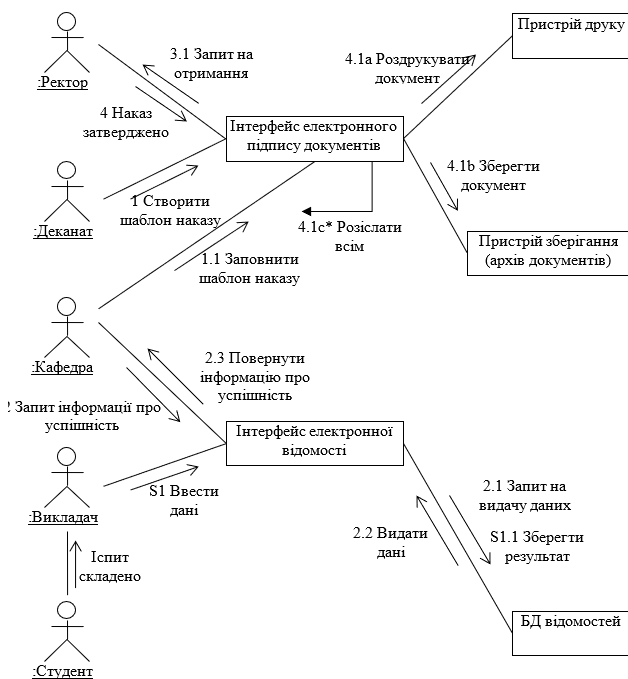 Пристрій друку
3.1 Запит на
отримання
4.1a Роздрукувати
документ
:Ректор
4 Наказ
затверджено
Інтерфейс електронного
підпису документів
4.1b Зберегти
документ
1 Створити
шаблон наказу
:Деканат
4.1c* Розіслати
всім
Пристрій зберігання
(архів документів)
1.1 Заповнити
шаблон наказу
:Кафедра
2.3 Повернути
інформацію про
успішність
2 Запит інформації про
успішність
Інтерфейс електронної
відомості
:Викладач
S1 Ввести
дані
2.1 Запит на
видачу даних
2.2 Видати
дані
S1.1 Зберегти
результат
Іспит
складено
БД відомостей
:Студент